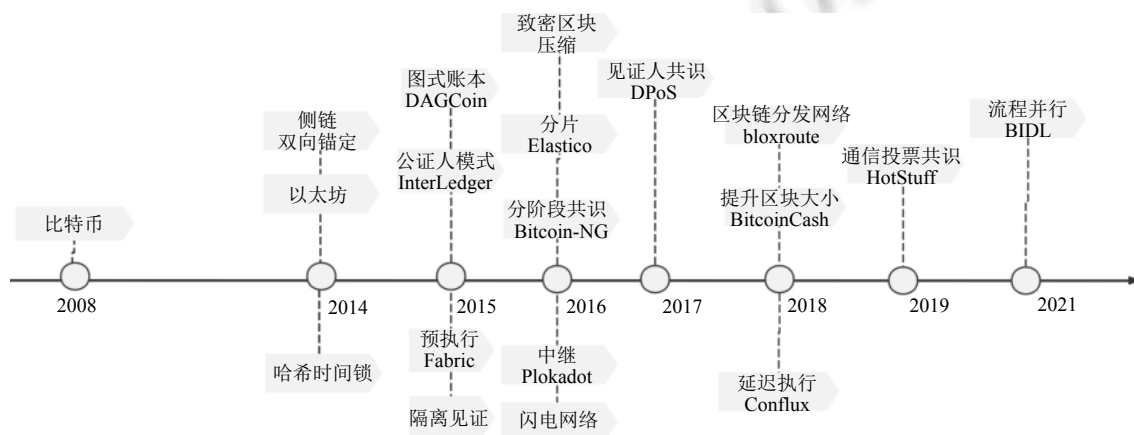 致密区块
压缩
图式账本
DAGCoin
见证人共识
DPoS
侧链
双向锚定
分片
Elastico
区块链分发网络
bloxroute
流程并行
BIDL
公证人模式
InterLedger
通信投票共识
HotStuff
以太坊
比特币
分阶段共识
Bitcoin-NG
提升区块大小
BitcoinCash
2008
2014
2015
2016
2017
2018
2019
2021
哈希时间锁
预执行
Fabric
中继
Plokadot
延迟执行
Conflux
隔离见证
闪电网络